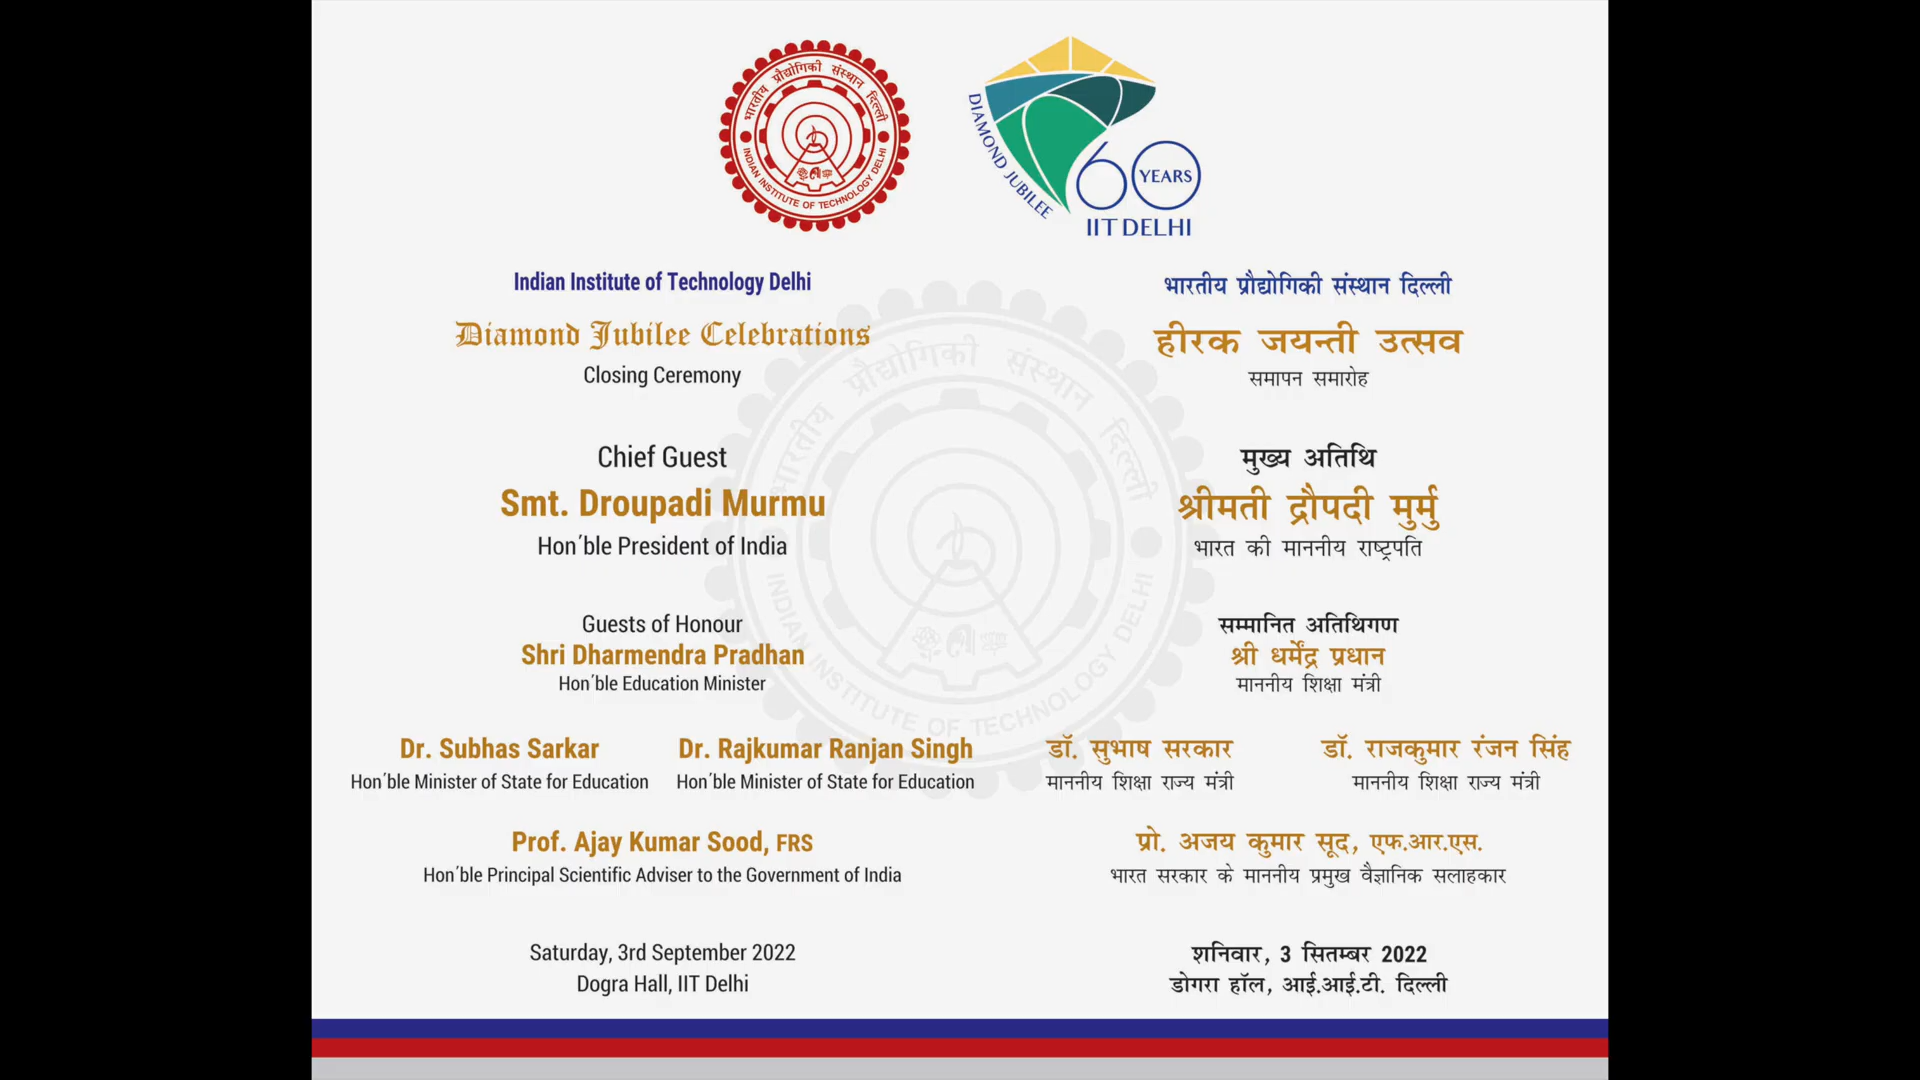 भारतीय प्रौद्योगिकी संस्थान दिल्ली
INDIAN INSTITUTE OF TECHNOLOGY DELHI
DIAMOND JUBILEE
60 YEARS
IIT DELHI
Indian Institute of Technology Delhi
Diamond Jubilee Celebrations
Closing Ceremony
Chief Guest
Smt. Droupadi Murmu
Hon'ble President of India
Guests of Honour
Shri Dharmendra Pradhan
Hon'ble Education Minister
Dr. Subhas Sarkar
Hon'ble Minister of State for Education
Dr. Rajkumar Ranjan Singh
Hon'ble Minister of State for Education
Prof. Ajay Kumar Sood, FRS
Hon'ble Principal Scientific Adviser to the Government of India
Saturday, 3rd September 2022
Dogra Hall, IIT Delhi
भारतीय प्रौद्योगिकी संस्थान दिल्ली
हीरक जयन्ती उत्सव
समापन समारोह
मुख्य अतिथि
श्रीमती द्रौपदी मुर्मु
भारत की माननीय राष्ट्रपति
सम्मानित अतिथिगण
श्री धर्मेंद्र प्रधान
माननीय शिक्षा मंत्री
डॉ. सुभाष सरकार
माननीय शिक्षा राज्य मंत्री
डॉ. राजकुमार रंजन सिंह
माननीय शिक्षा राज्य मंत्री
प्रो. अजय कुमार सूद, एफ.आर.एस.
भारत सरकार के माननीय प्रमुख वैज्ञानिक सलाहकार
शनिवार, 3 सितम्बर 2022
डोगरा हॉल, आई.आई.टी. दिल्ली
भारतीय प्रौद्योगिकी संस्थान दिल्ली
INDIAN INSTITUTE OF TECHNOLOGY DELHI